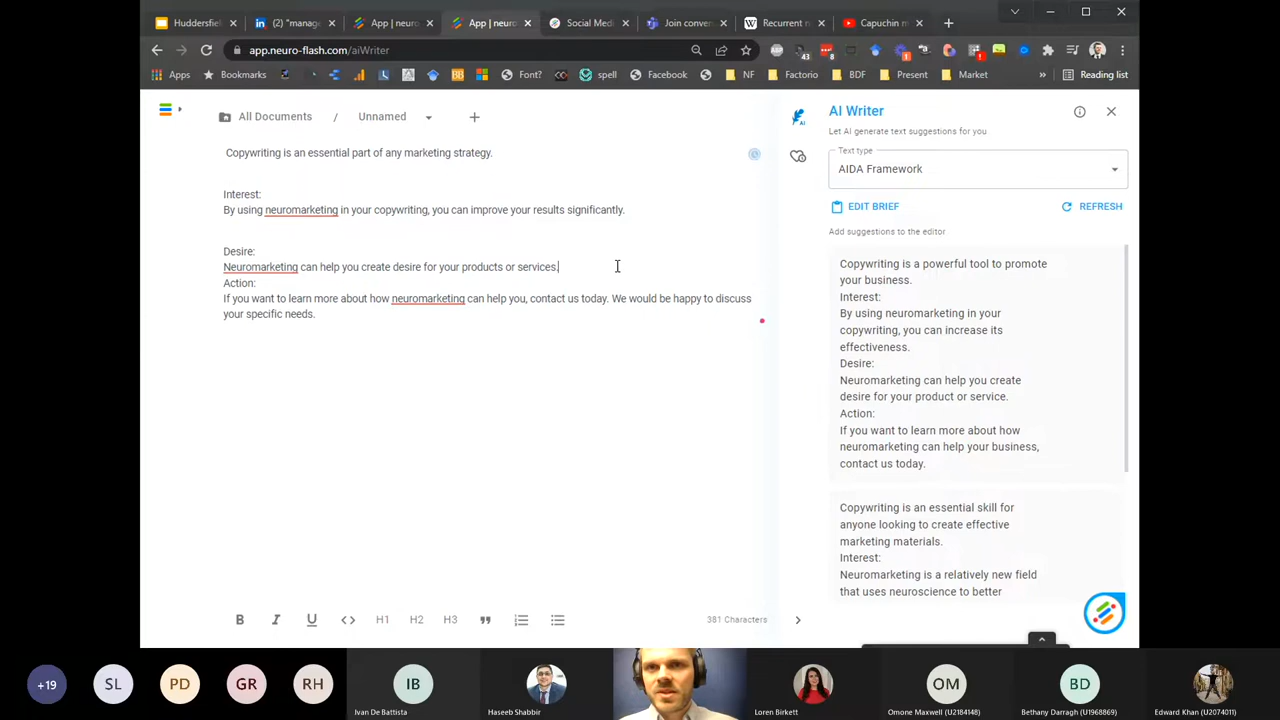 Huddersfield
(2) "manage
App | neuro
App | neuro
Social Medi
Join conver
Recurrent n
Capuchin m
app.neuro-flash.com/aiWriter
43
8
Apps
Bookmarks
BB
Font?
spell
Facebook
NF
Factorio
BDF
Present
Market
Reading list
All Documents / Unnamed
AI
AI Writer
Let AI generate text suggestions for you
Text type
AIDA Framework
EDIT BRIEF
REFRESH
Add suggestions to the editor
Copywriting is an essential part of any marketing strategy.
Interest:
By using neuromarketing in your copywriting, you can improve your results significantly.
Desire:
Neuromarketing can help you create desire for your products or services.
Action:
If you want to learn more about how neuromarketing can help you, contact us today. We would be happy to discuss
your specific needs.
Copywriting is a powerful tool to promote
your business.
Interest:
By using neuromarketing in your
copywriting, you can increase its
effectiveness.
Desire:
Neuromarketing can help you create
desire for your product or service.
Action:
If you want to learn more about how
neuromarketing can help your business,
contact us today.
Copywriting is an essential skill for
anyone looking to create effective
marketing materials.
Interest:
Neuromarketing is a relatively new field
that uses neuroscience to better
B I U <> H1 H2 H3
381 Characters
+19
SL
PD
GR
RH
IB
Ivan De Battista
Haseeb Shabbir
Loren Birkett
OM
Omone Maxwell (U2184148)
BD
Bethany Darragh (U1968869)
Edward Khan (U2074011)